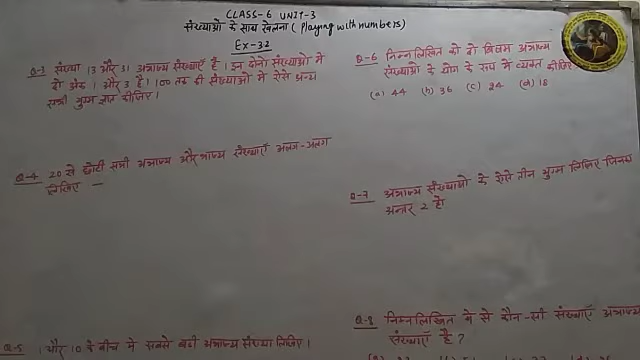 CLASS-6 UNIT-3
संख्याओं के साथ खेलना (Playing with numbers)
Ex-3.2
Q-3 संख्या 13 और 31 अभाज्य संख्याएँ है। इन दोनो संख्याओ मे
दो अंक 1 और 3 है। 100 तक की संख्याओ मे ऐसे अन्य
सभी युग्म ज्ञात कीजिए।
Q-4 20 से छोटी सभी अभाज्य और भाज्य संख्याएँ अलग-अलग
लिखिए —
Q-5 1 और 10 के बीच मे सबसे बड़ी अभाज्य संख्या लिखिए।
Q-6 निम्नलिखित को दो विषम अभाज्य
संख्याओ के योग के रूप मे व्यक्त कीजिए
(a) 44 (b) 36 (c) 24 (d) 18
Q-7 अभाज्य संख्याओ के ऐसे तीन युग्म लिखिए जिनका
अन्तर 2 हो
Q-8 निम्नलिखित मे से कौन-सी संख्याएँ अभाज्य
संख्याएँ है ?